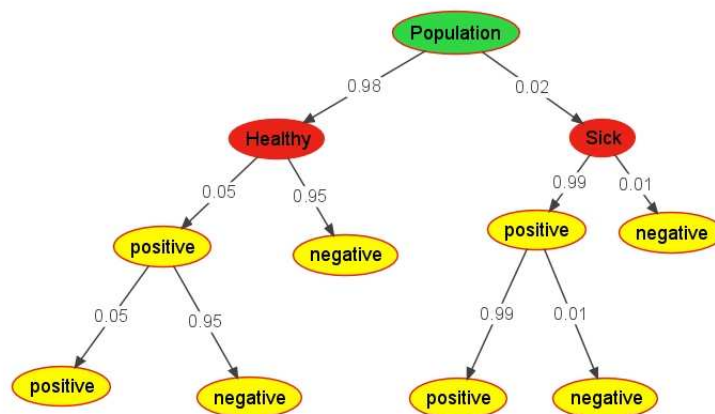 Population
0.98
0.02
Healthy
Sick
0.05
0.95
0.99
0.01
positive
negative
positive
negative
0.05
0.95
0.99
0.01
positive
negative
positive
negative